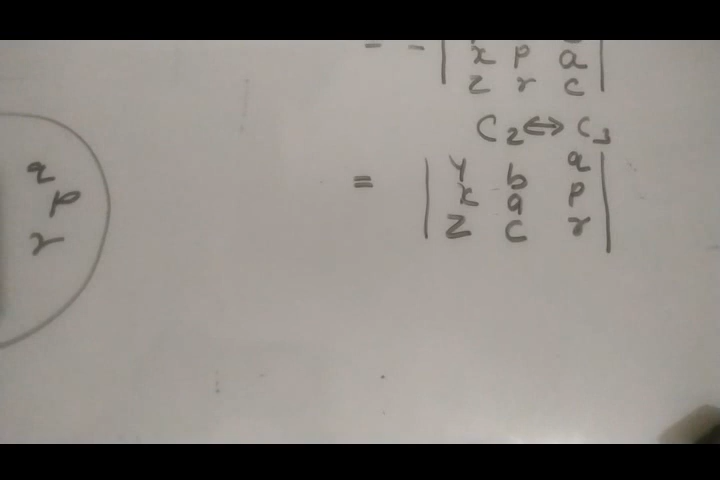 = - | x p a |
| z r c |
C2 ⇔ C3
= | y b q |
| x a p |
| z c r |
q
p
r